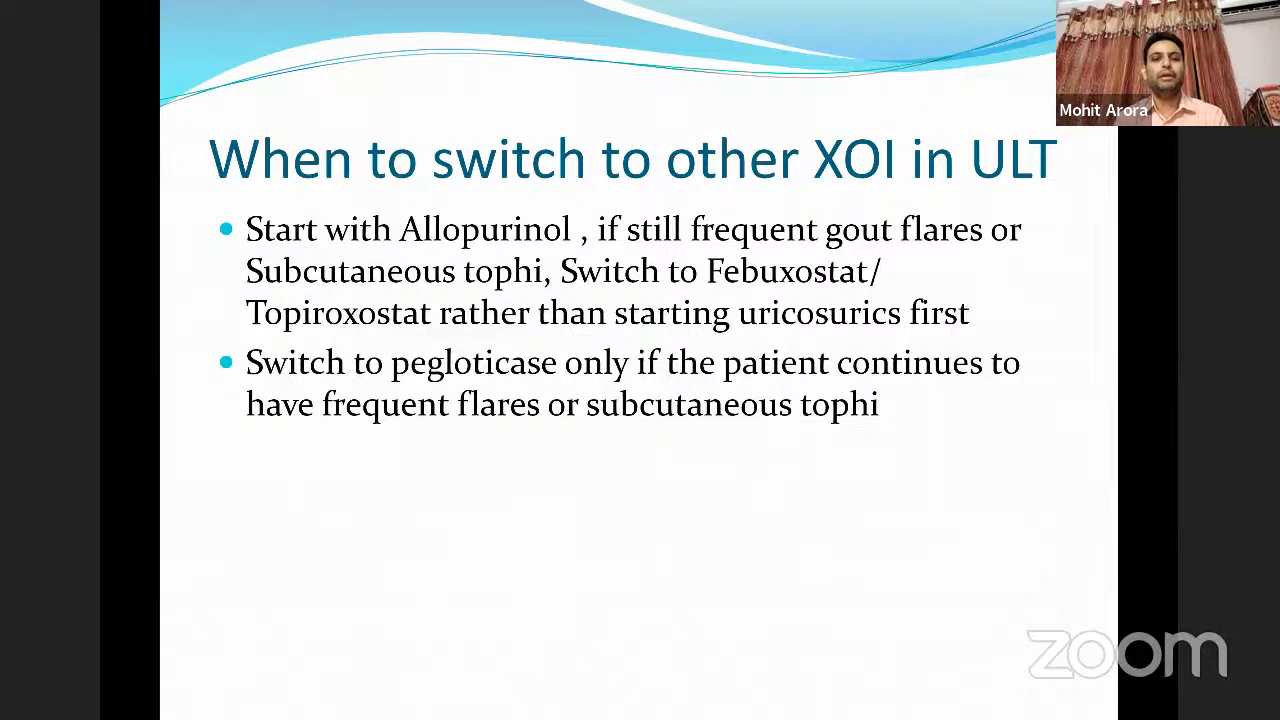 Mohit Arora
When to switch to other XOI in ULT
Start with Allopurinol , if still frequent gout flares or
Subcutaneous tophi, Switch to Febuxostat/
Topiroxostat rather than starting uricosurics first
Switch to pegloticase only if the patient continues to
have frequent flares or subcutaneous tophi
zoom